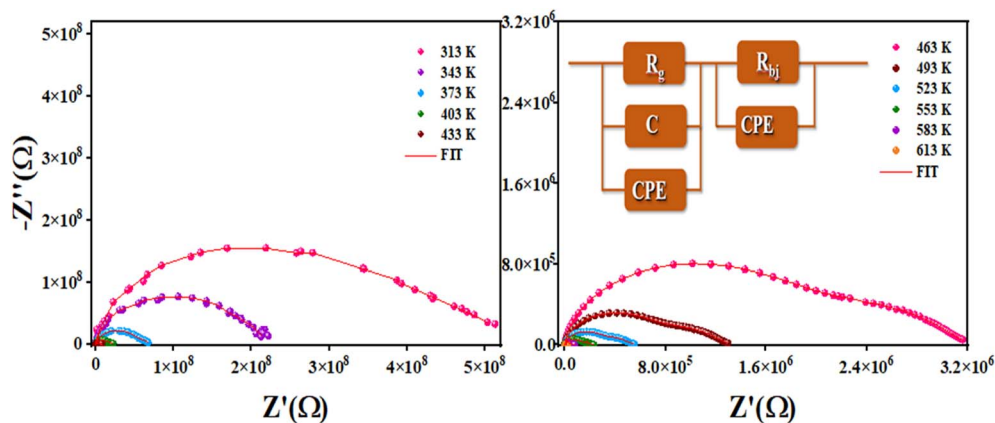 -Z''(Ω)
5×10⁸
4×10⁸
3×10⁸
2×10⁸
1×10⁸
0
313 K
343 K
373 K
403 K
433 K
FIT
0 1×10⁸ 2×10⁸ 3×10⁸ 4×10⁸ 5×10⁸
Z'(Ω)
3.2×10⁶
2.4×10⁶
1.6×10⁶
8.0×10⁵
0.0
R_g
C
CPE
R_bj
CPE
463 K
493 K
523 K
553 K
583 K
613 K
FIT
0.0 8.0×10⁵ 1.6×10⁶ 2.4×10⁶ 3.2×10⁶
Z'(Ω)